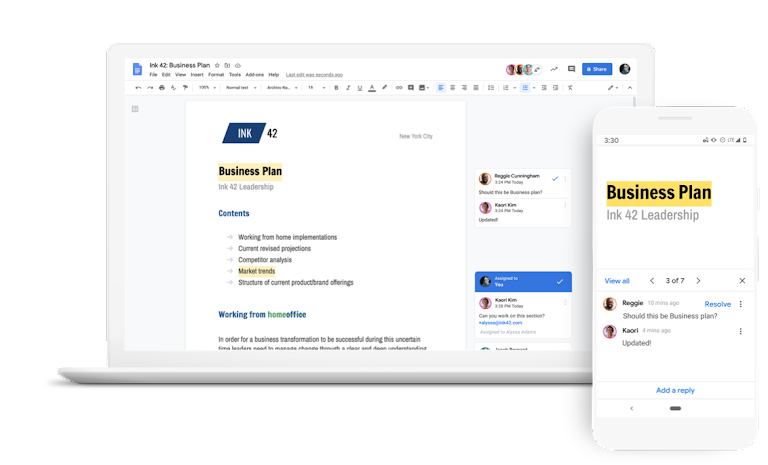 Ink 42: Business Plan
File Edit View Insert Format Tools Add-ons Help Last edit was seconds ago
Share
100% Normal text Archivo Na... 18 B I U A
INK 42
New York City
Business Plan
Ink 42 Leadership
Contents
Working from home implementations
Current revised projections
Competitor analysis
Market trends
Structure of current product/brand offerings
Working from homeoffice
In order for a business transformation to be successful during this uncertain
time leaders need to manage change through a clear and deep understanding
Reggie Cunningham
3:24 PM Today
Should this be Business plan?
Kaori Kim
3:24 PM Today
Updated!
Assigned to
You
Kaori Kim
3:28 PM Today
Can you work on this section?
+alyssa@ink42.com
Assigned to Alyssa Adams
3:30
LTE
Business Plan
Ink 42 Leadership
View all
3 of 7
Reggie 10 mins ago
Resolve
Should this be Business plan?
Kaori 4 mins ago
Updated!
Add a reply